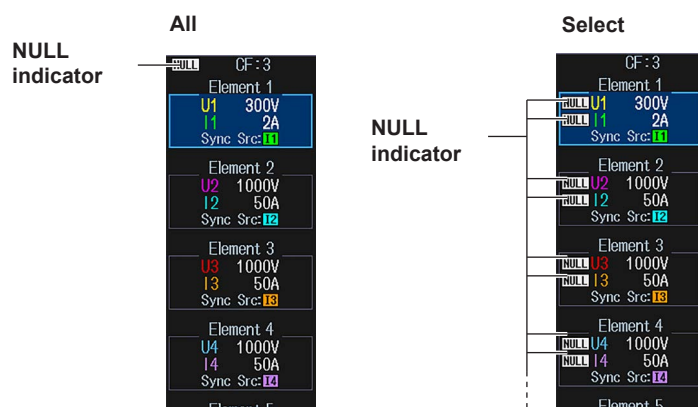 All
Select
NULL
indicator
NULL CF:3
Element 1
U1 300V
I1 2A
Sync Src: I1
Element 2
U2 1000V
I2 50A
Sync Src: I2
Element 3
U3 1000V
I3 50A
Sync Src: I3
Element 4
U4 1000V
I4 50A
Sync Src: I4
Element 5
NULL
indicator
CF:3
Element 1
NULL U1 300V
NULL I1 2A
Sync Src: I1
Element 2
NULL U2 1000V
NULL I2 50A
Sync Src: I2
Element 3
NULL U3 1000V
NULL I3 50A
Sync Src: I3
Element 4
NULL U4 1000V
NULL I4 50A
Sync Src: I4
Element 5